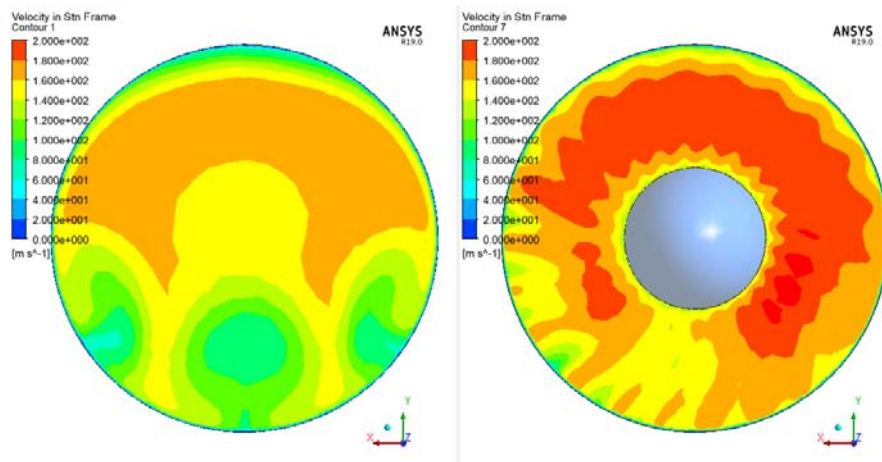 Velocity in Stn Frame
Contour 1
2.000e+002
1.800e+002
1.600e+002
1.400e+002
1.200e+002
1.000e+002
8.000e+001
6.000e+001
4.000e+001
2.000e+001
0.000e+000
[m s^-1]
ANSYS
R19.0
Y
X
Z
Velocity in Stn Frame
Contour 7
2.000e+002
1.800e+002
1.600e+002
1.400e+002
1.200e+002
1.000e+002
8.000e+001
6.000e+001
4.000e+001
2.000e+001
0.000e+000
[m s^-1]
ANSYS
R19.0
Y
X
Z